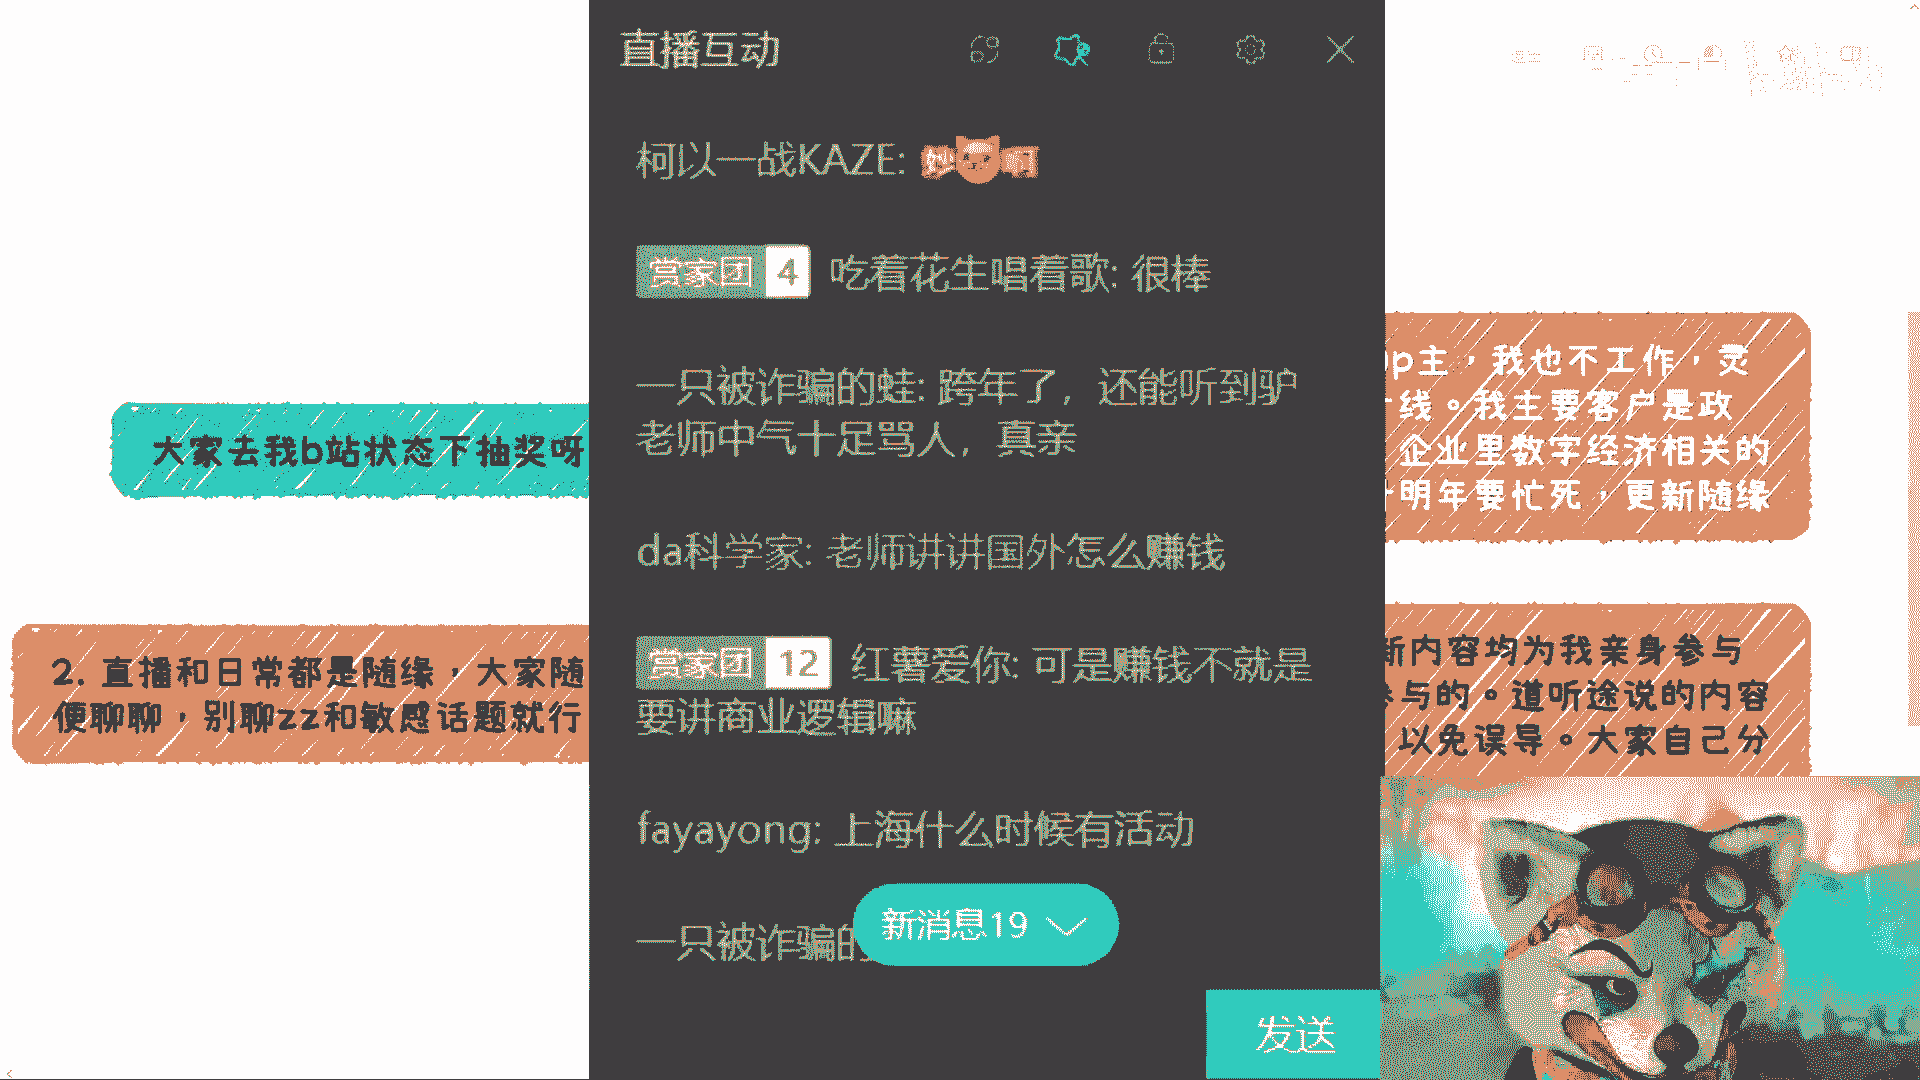 直播互动
柯以一战KAZE: 妙啊
赏家团 4 吃着花生唱着歌: 很棒
一只被诈骗的蛙: 跨年了，还能听到驴
老师中气十足骂人，真亲
da科学家: 老师讲讲国外怎么赚钱
赏家团 12 红薯爱你: 可是赚钱不就是
要讲商业逻辑嘛
fayayong: 上海什么时候有活动
一只被诈骗的
新消息19
发送
大家去我b站状态下抽奖呀
2. 直播和日常都是随缘，大家随
便聊聊，别聊zz和敏感话题就行
p主，我也不工作，灵
线。我主要客户是政
企业里数字经济相关的
明年要忙死，更新随缘
新内容均为我亲身参与
参与的。道听途说的内容
以免误导。大家自己分